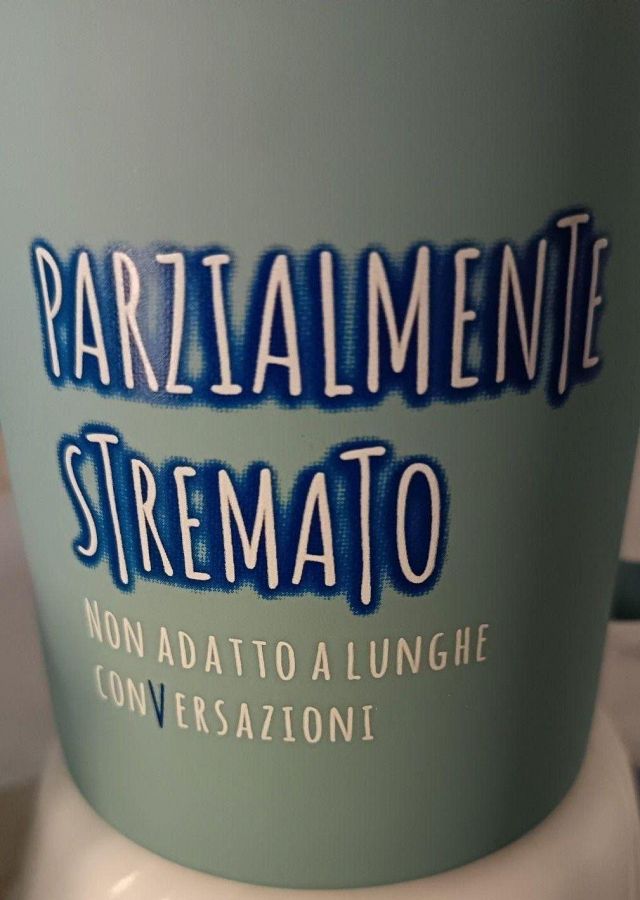 PARZIALMENTE
STREMATO
NON ADATTO A LUNGHE
CONVERSAZIONI